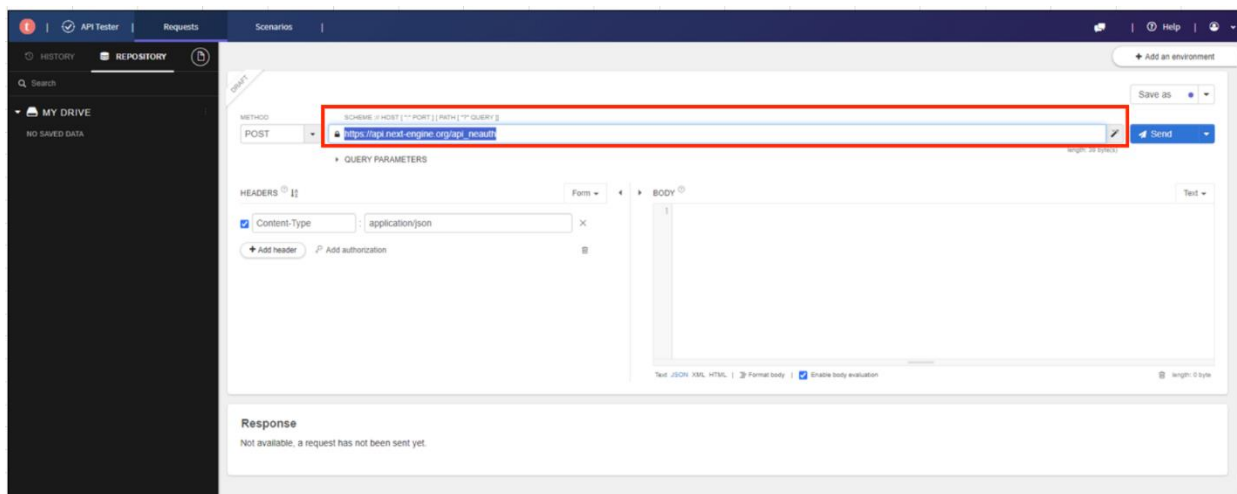 API Tester | Requests Scenarios | | Help |
HISTORY REPOSITORY
+ Add an environment
Search
DRAFT
Save as
MY DRIVE
METHOD SCHEME :// HOST [ ":" PORT ] [ PATH [ "?" QUERY ]]
NO SAVED DATA
POST https://api.next-engine.org/api_neauth Send
length: 38 byte(s)
QUERY PARAMETERS
HEADERS Form BODY Text
Content-Type : application/json
1
+ Add header Add authorization
Text JSON XML HTML | Format body | Enable body evaluation length: 0 byte
Response
Not available, a request has not been sent yet.